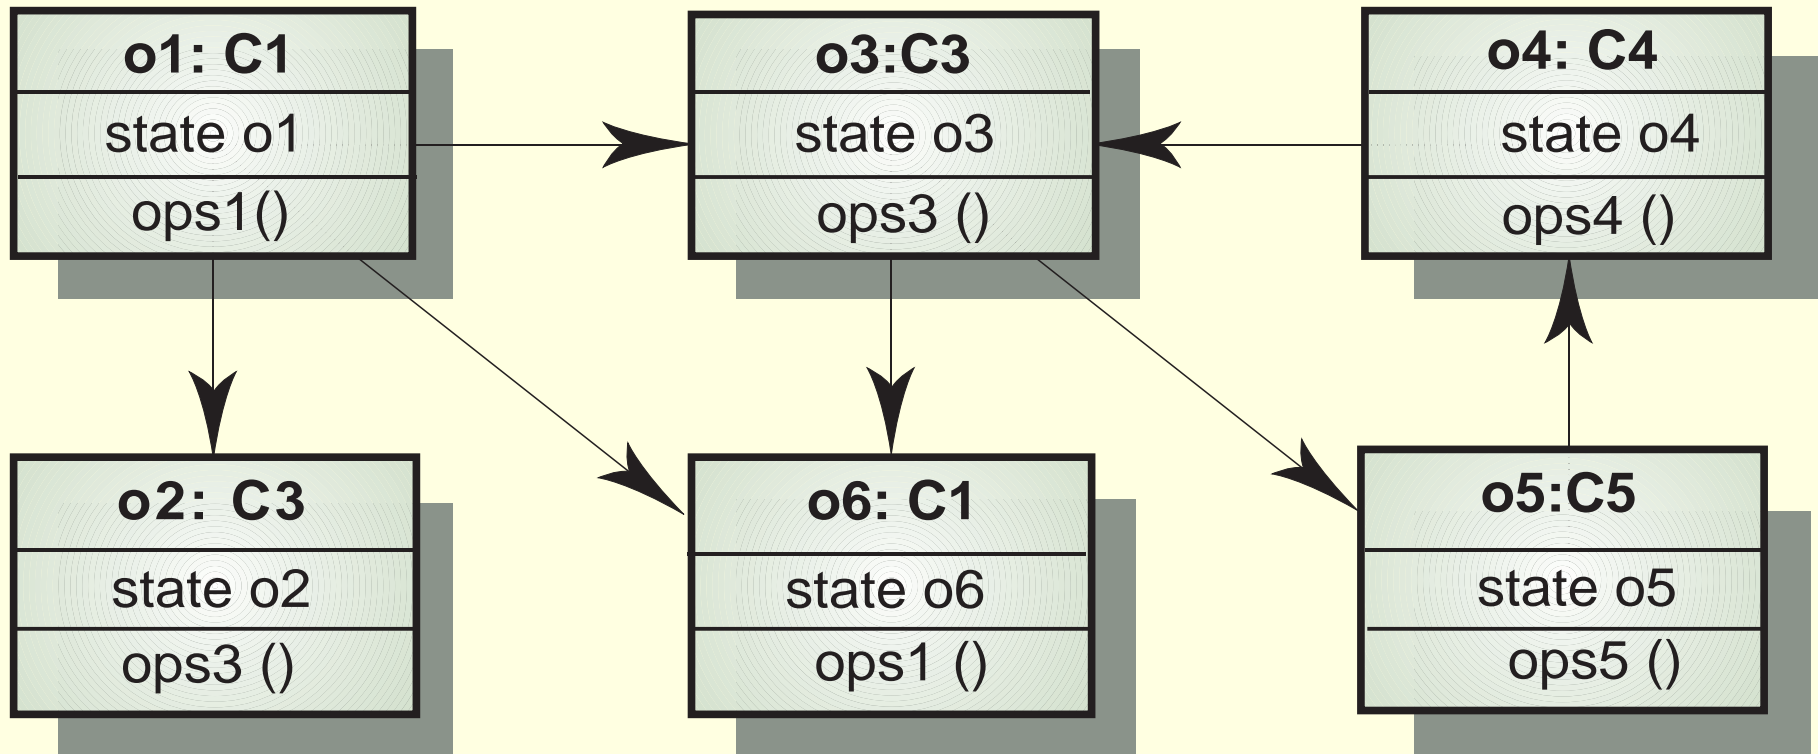 o1: C1
state o1
ops1()
o3:C3
state o3
ops3 ()
o4: C4
state o4
ops4 ()
o2: C3
state o2
ops3 ()
o6: C1
state o6
ops1 ()
o5:C5
state o5
ops5 ()